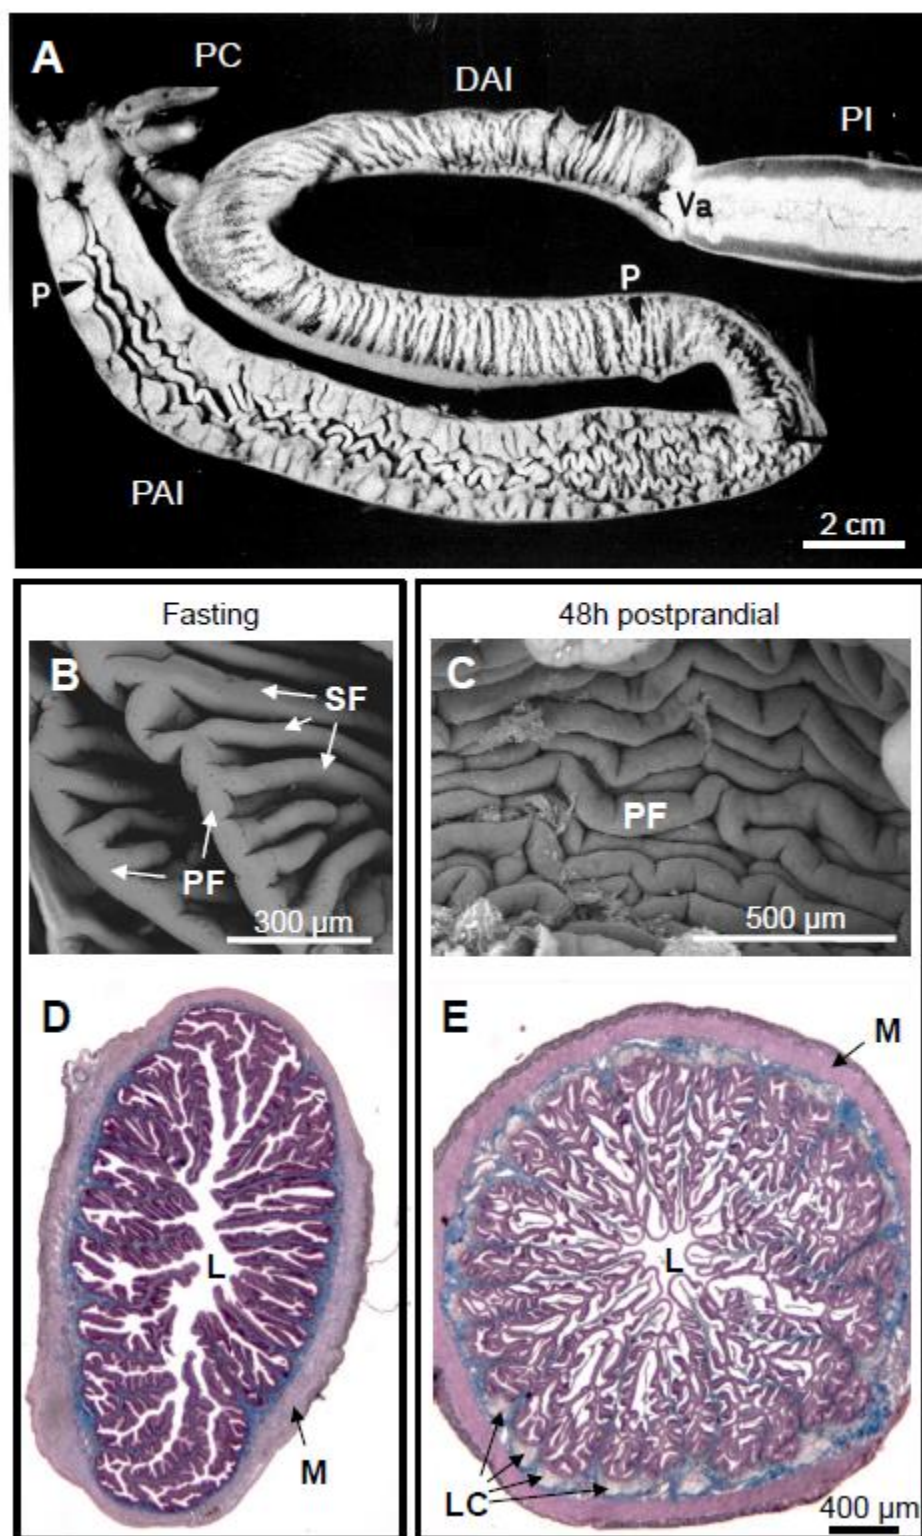 A
PC
DAI
PI
Va
P
P
PAI
2 cm
Fasting
48h postprandial
B
SF
PF
300 µm
C
PF
500 µm
D
L
M
E
M
L
LC
400 µm